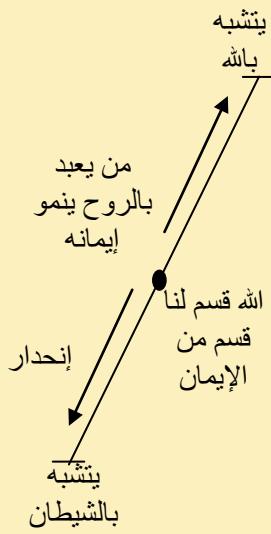 يتشبه
بالله
من يعبد
بالروح ينمو
إيمانه
الله قسم لنا
قسم من
الإيمان
إنحدار
يتشبه
بالشيطان